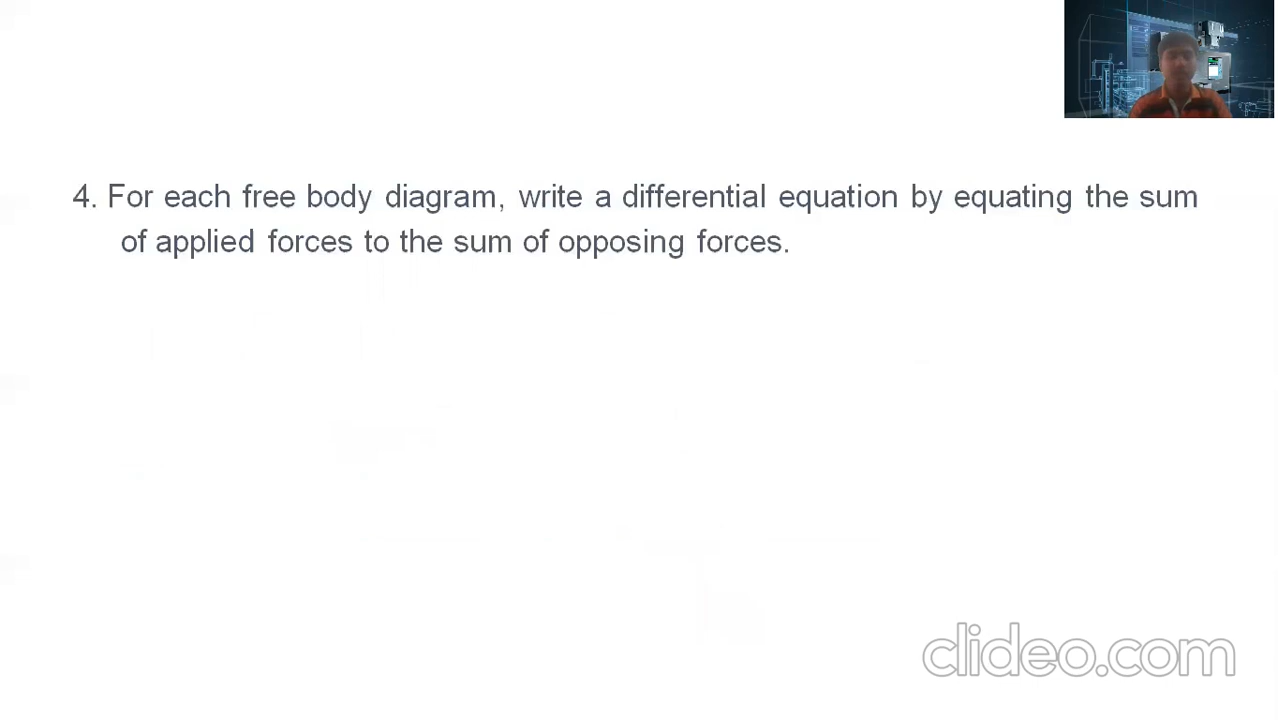 4. For each free body diagram, write a differential equation by equating the sum
of applied forces to the sum of opposing forces.
clideo.com